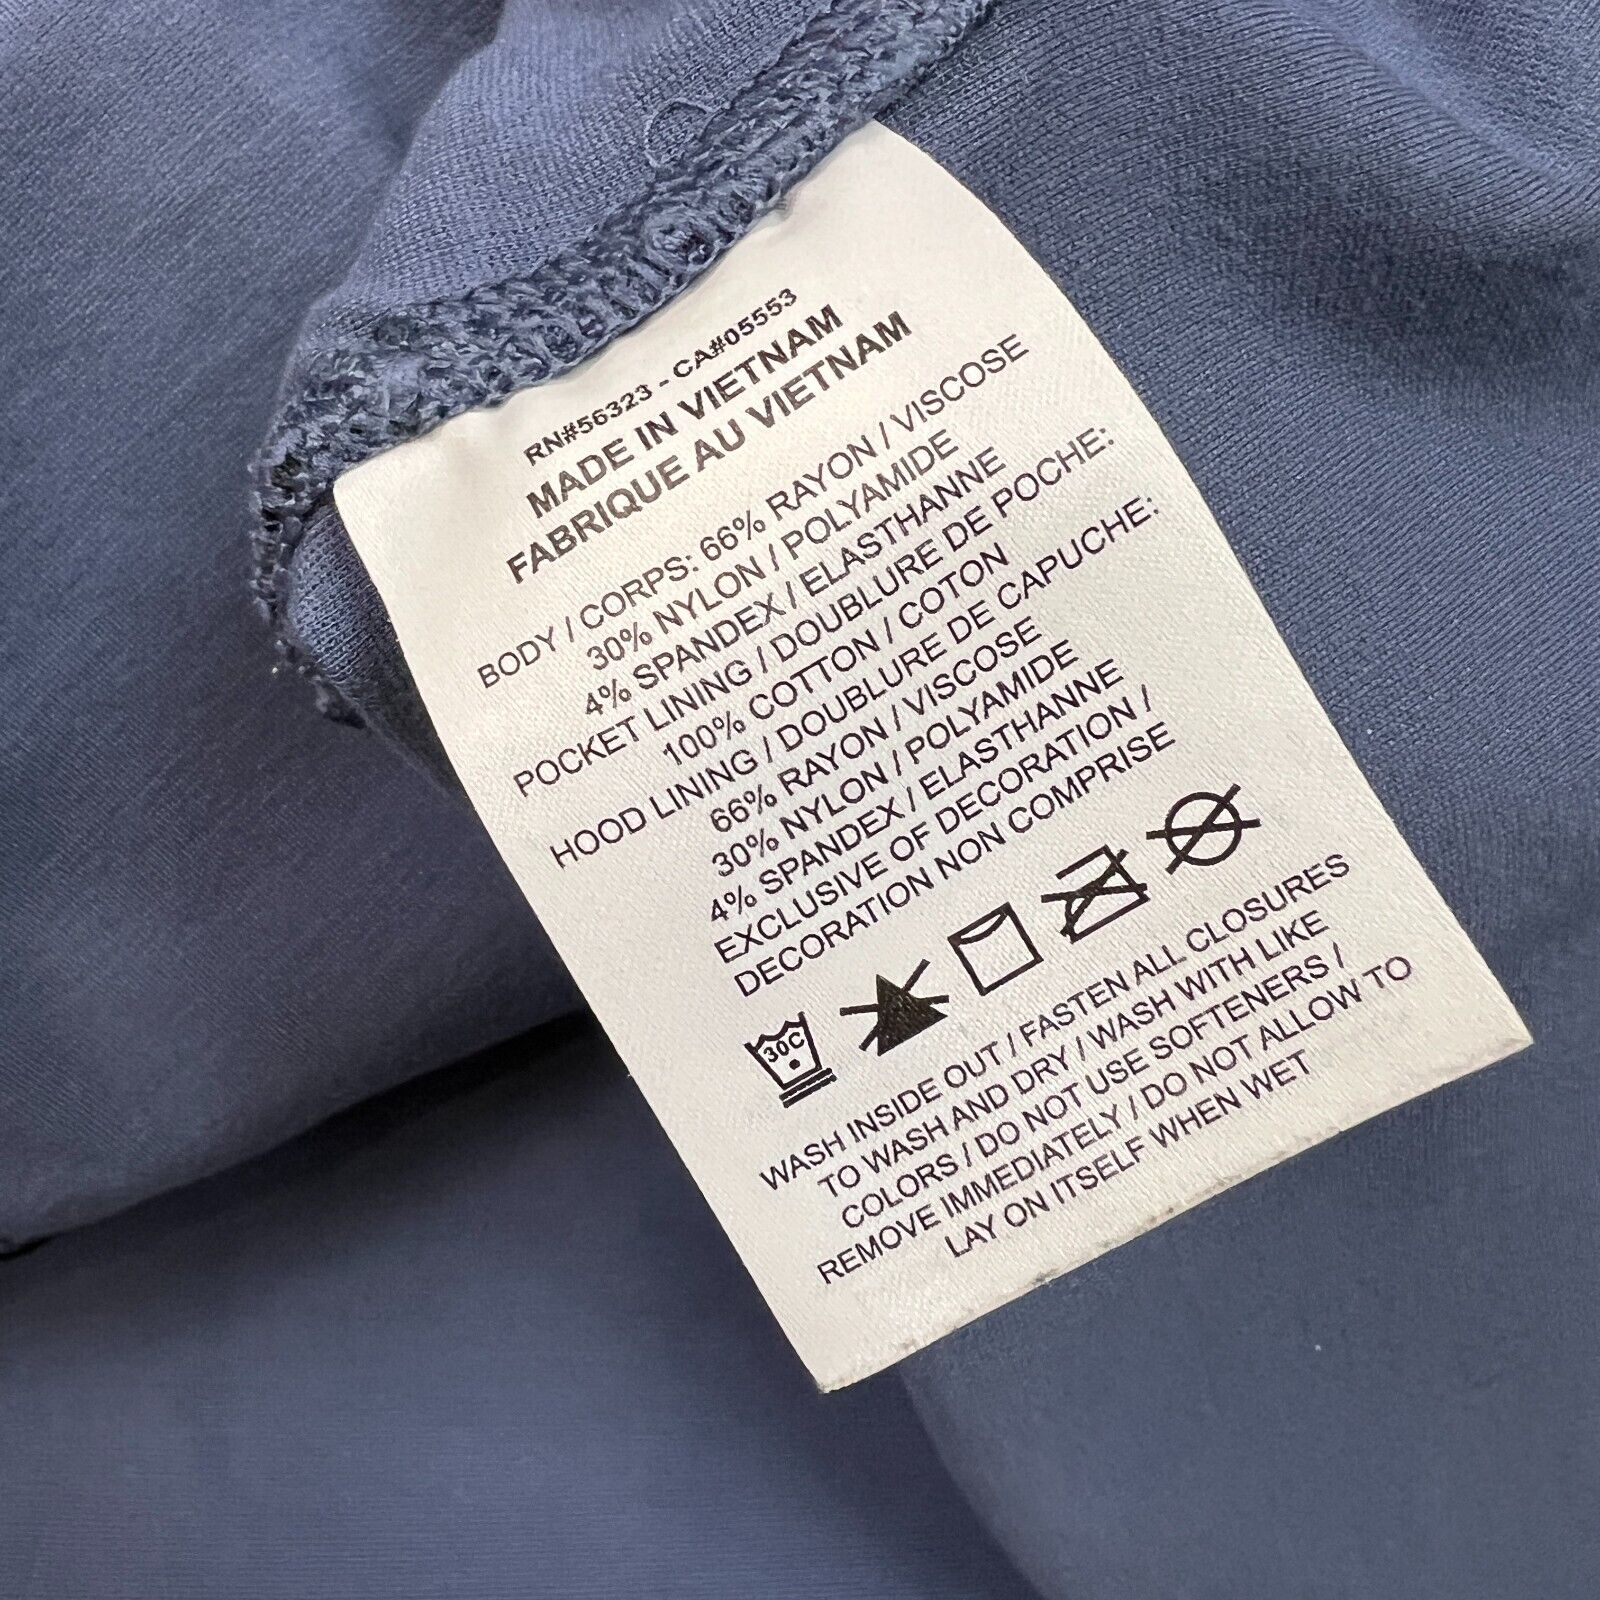 RN#56323 - CA#05553
MADE IN VIETNAM
FABRIQUE AU VIETNAM
BODY / CORPS: 66% RAYON / VISCOSE
30% NYLON / POLYAMIDE
4% SPANDEX / ELASTHANNE
POCKET LINING / DOUBLURE DE POCHE:
100% COTTON / COTON
HOOD LINING / DOUBLURE DE CAPUCHE:
66% RAYON / VISCOSE
30% NYLON / POLYAMIDE
4% SPANDEX / ELASTHANNE
EXCLUSIVE OF DECORATION /
DECORATION NON COMPRISE
30C
WASH INSIDE OUT / FASTEN ALL CLOSURES
TO WASH AND DRY / WASH WITH LIKE
COLORS / DO NOT USE SOFTENERS /
REMOVE IMMEDIATELY / DO NOT ALLOW TO
LAY ON ITSELF WHEN WET